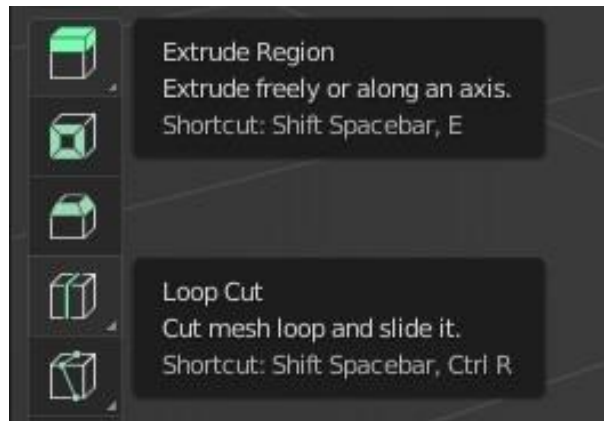 Extrude Region
Extrude freely or along an axis.
Shortcut: Shift Spacebar, E
Loop Cut
Cut mesh loop and slide it.
Shortcut: Shift Spacebar, Ctrl R